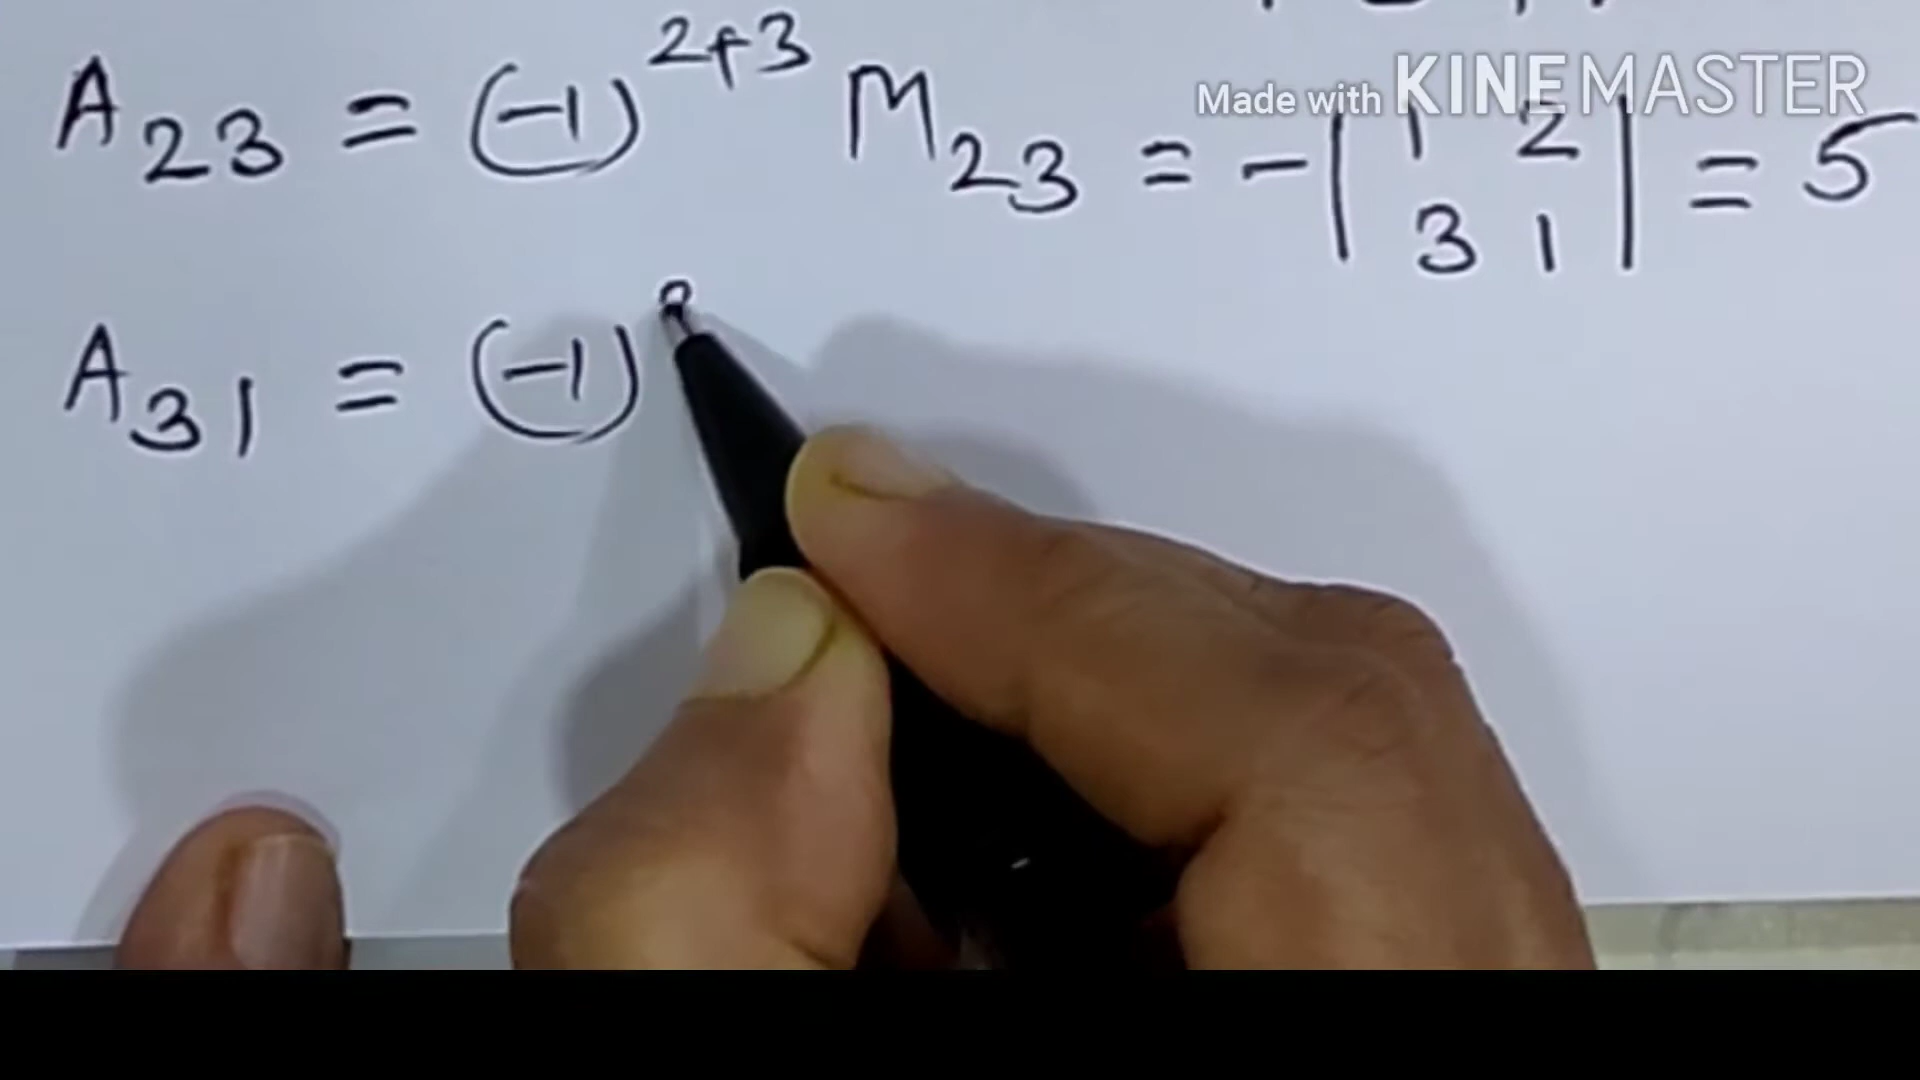 Made with KINEMASTER
A₂₃ = (-1)²⁺³ M₂₃ = -| 1 2 | = 5
| 3 1 |
A₃₁ = (-1)